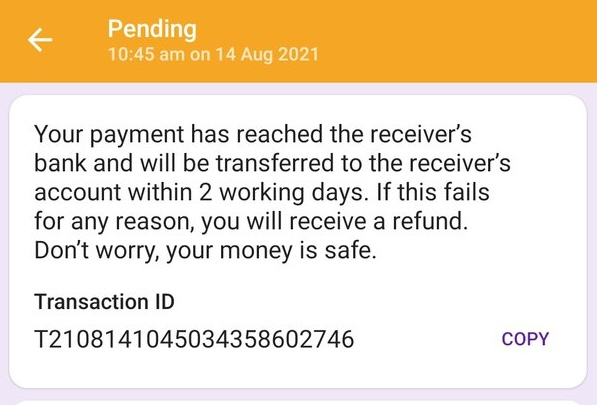 Pending
10:45 am on 14 Aug 2021
Your payment has reached the receiver's
bank and will be transferred to the receiver's
account within 2 working days. If this fails
for any reason, you will receive a refund.
Don't worry, your money is safe.
Transaction ID
T2108141045034358602746
COPY